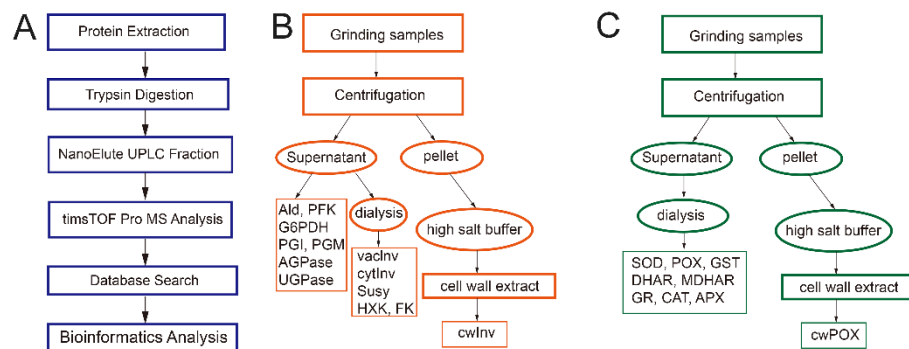 A
Protein Extraction
Trypsin Digestion
NanoElute UPLC Fraction
timsTOF Pro MS Analysis
Database Search
Bioinformatics Analysis
B
Grinding samples
Centrifugation
Supernatant
pellet
Ald, PFK
G6PDH
PGI, PGM
AGPase
UGPase
dialysis
vacInv
cytInv
Susy
HXK, FK
high salt buffer
cell wall extract
cwInv
C
Grinding samples
Centrifugation
Supernatant
pellet
dialysis
SOD, POX, GST
DHAR, MDHAR
GR, CAT, APX
high salt buffer
cell wall extract
cwPOX